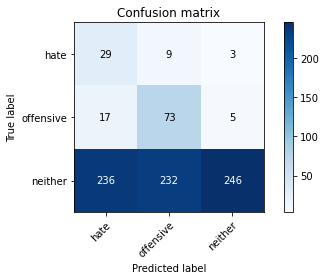 Confusion matrix
hate 29 9 3
offensive 17 73 5
neither 236 232 246
hate offensive neither
True label
Predicted label
200
150
100
50